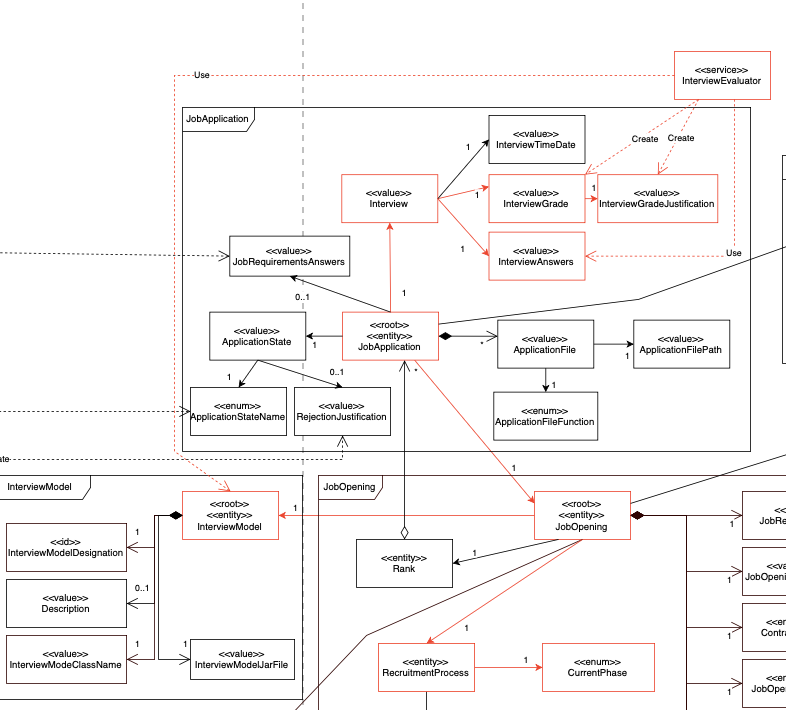 <<service>>
InterviewEvaluator
Use
JobApplication
<<value>>
InterviewTimeDate
Create
Create
1
<<value>>
Interview
1
<<value>>
InterviewGrade
1
<<value>>
InterviewGradeJustification
1
<<value>>
InterviewAnswers
Use
<<value>>
JobRequirementsAnswers
0..1
1
<<value>>
ApplicationState
1
<<root>>
<<entity>>
JobApplication
*
<<value>>
ApplicationFile
1
<<value>>
ApplicationFilePath
1
0..1
*
1
<<enum>>
ApplicationStateName
<<value>>
RejectionJustification
<<enum>>
ApplicationFileFunction
ate
1
InterviewModel
JobOpening
<<root>>
<<entity>>
InterviewModel
1
<<root>>
<<entity>>
JobOpening
1
<<
JobRe
<<id>>
InterviewModelDesignation
1
<<entity>>
Rank
1
<<va
JobOpeni
1
<<value>>
Description
0..1
<<en
Contra
1
1
<<value>>
InterviewModeClassName
1
1
<<value>>
InterviewModelJarFile
<<entity>>
RecruitmentProcess
1
<<enum>>
CurrentPhase
<<en
JobOpe
1